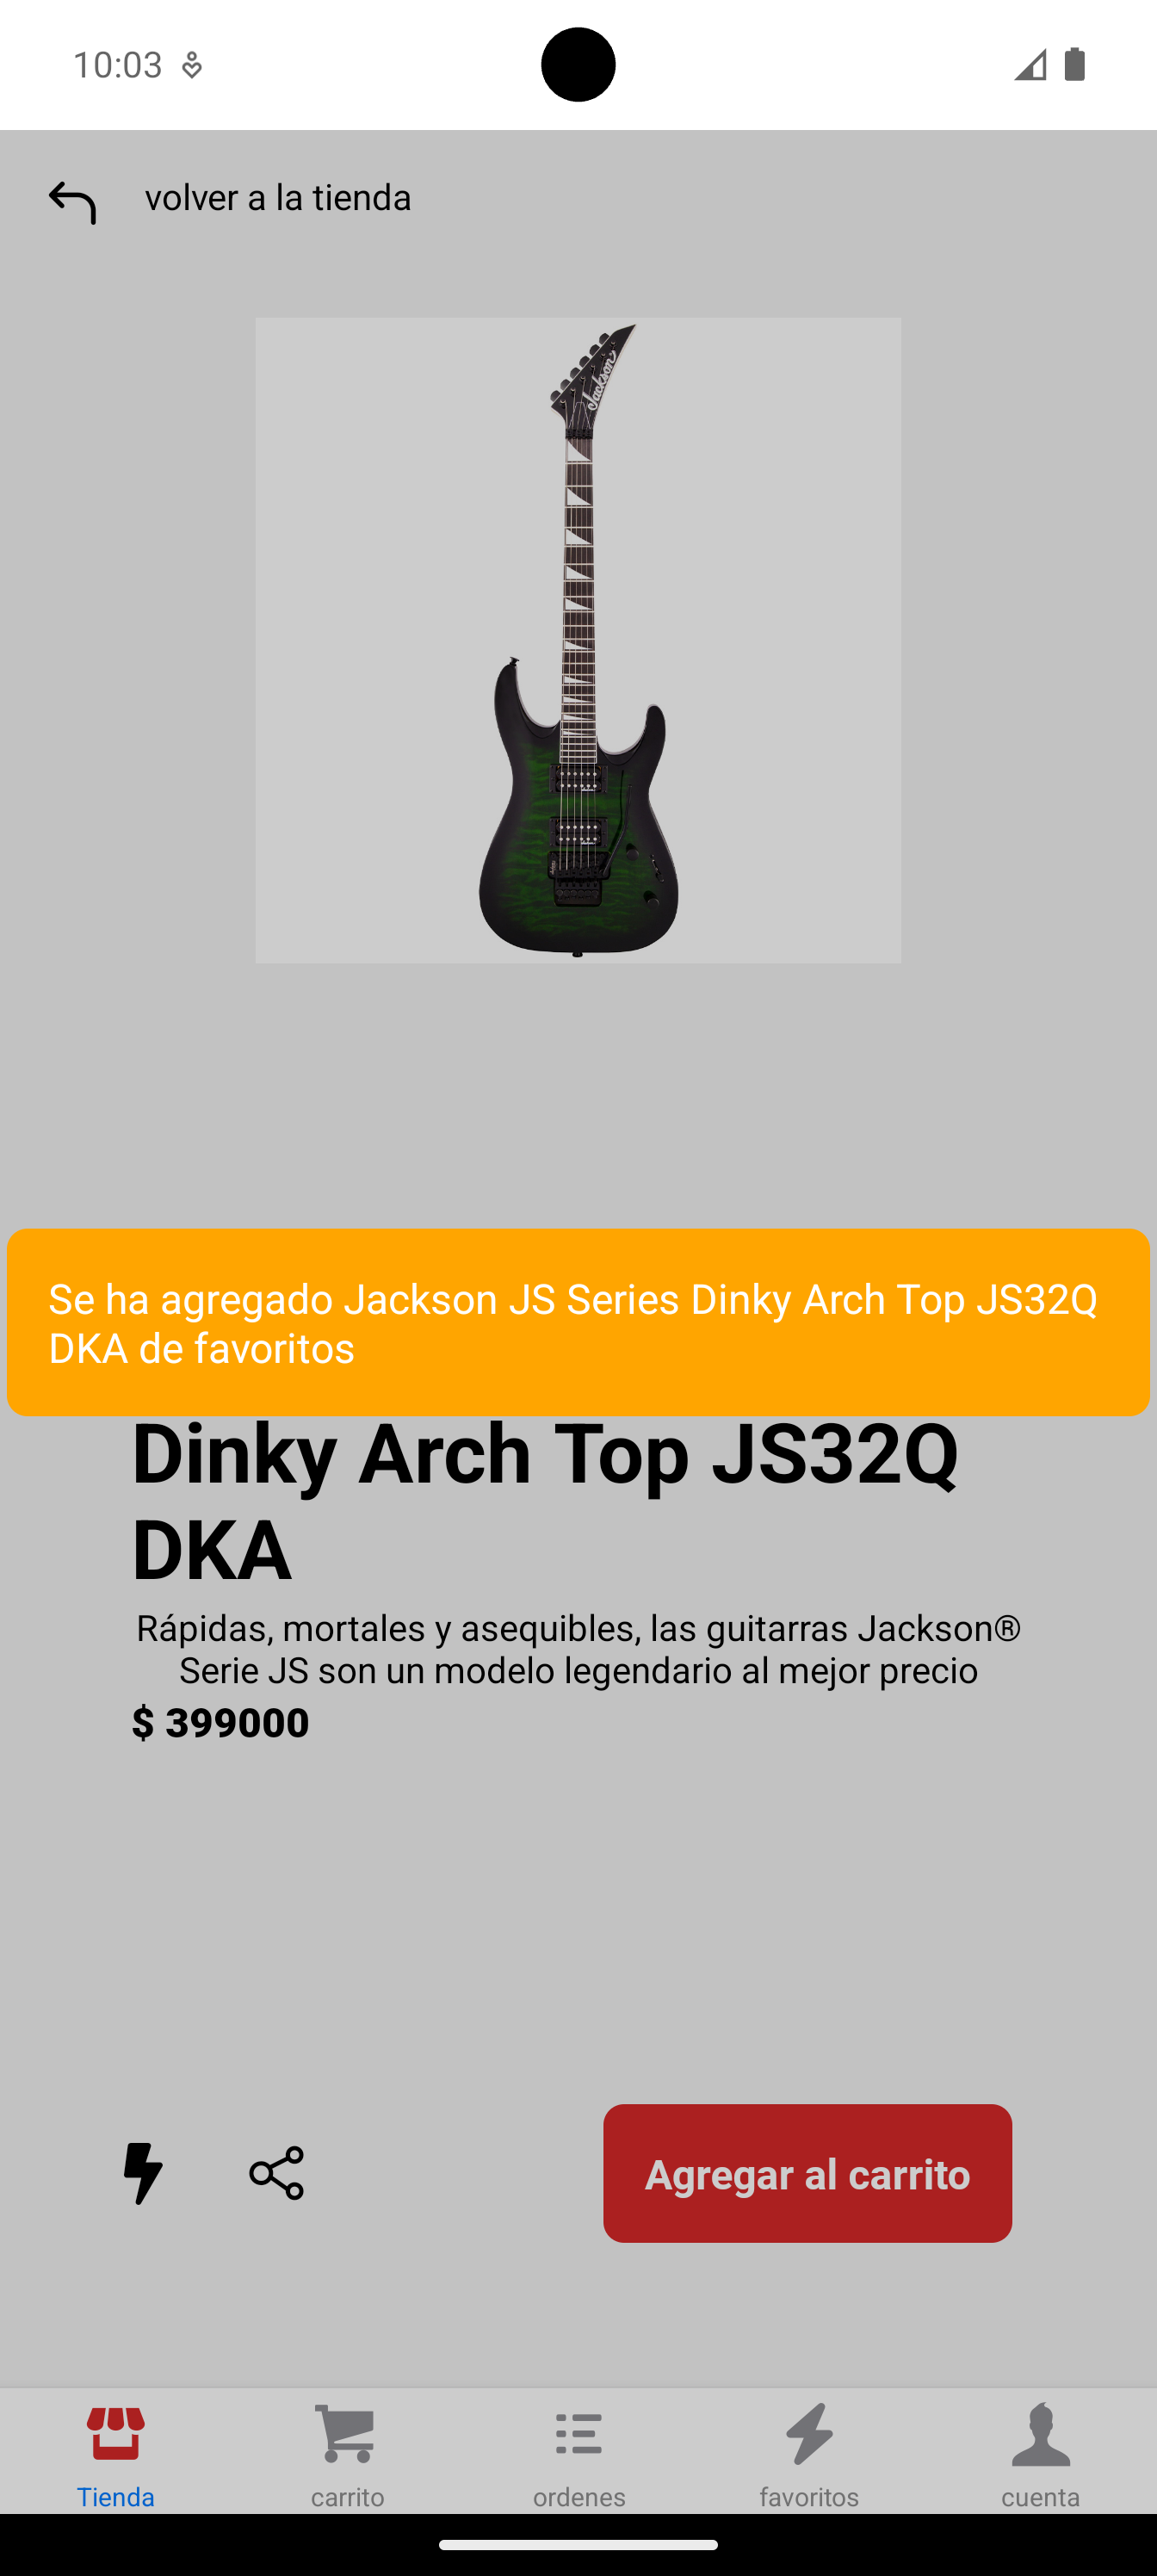 10:03
volver a la tienda
Jackson
Se ha agregado Jackson JS Series Dinky Arch Top JS32Q
DKA de favoritos
Dinky Arch Top JS32Q
DKA
Rápidas, mortales y asequibles, las guitarras Jackson®
Serie JS son un modelo legendario al mejor precio
$ 399000
Agregar al carrito
Tienda
carrito
ordenes
favoritos
cuenta